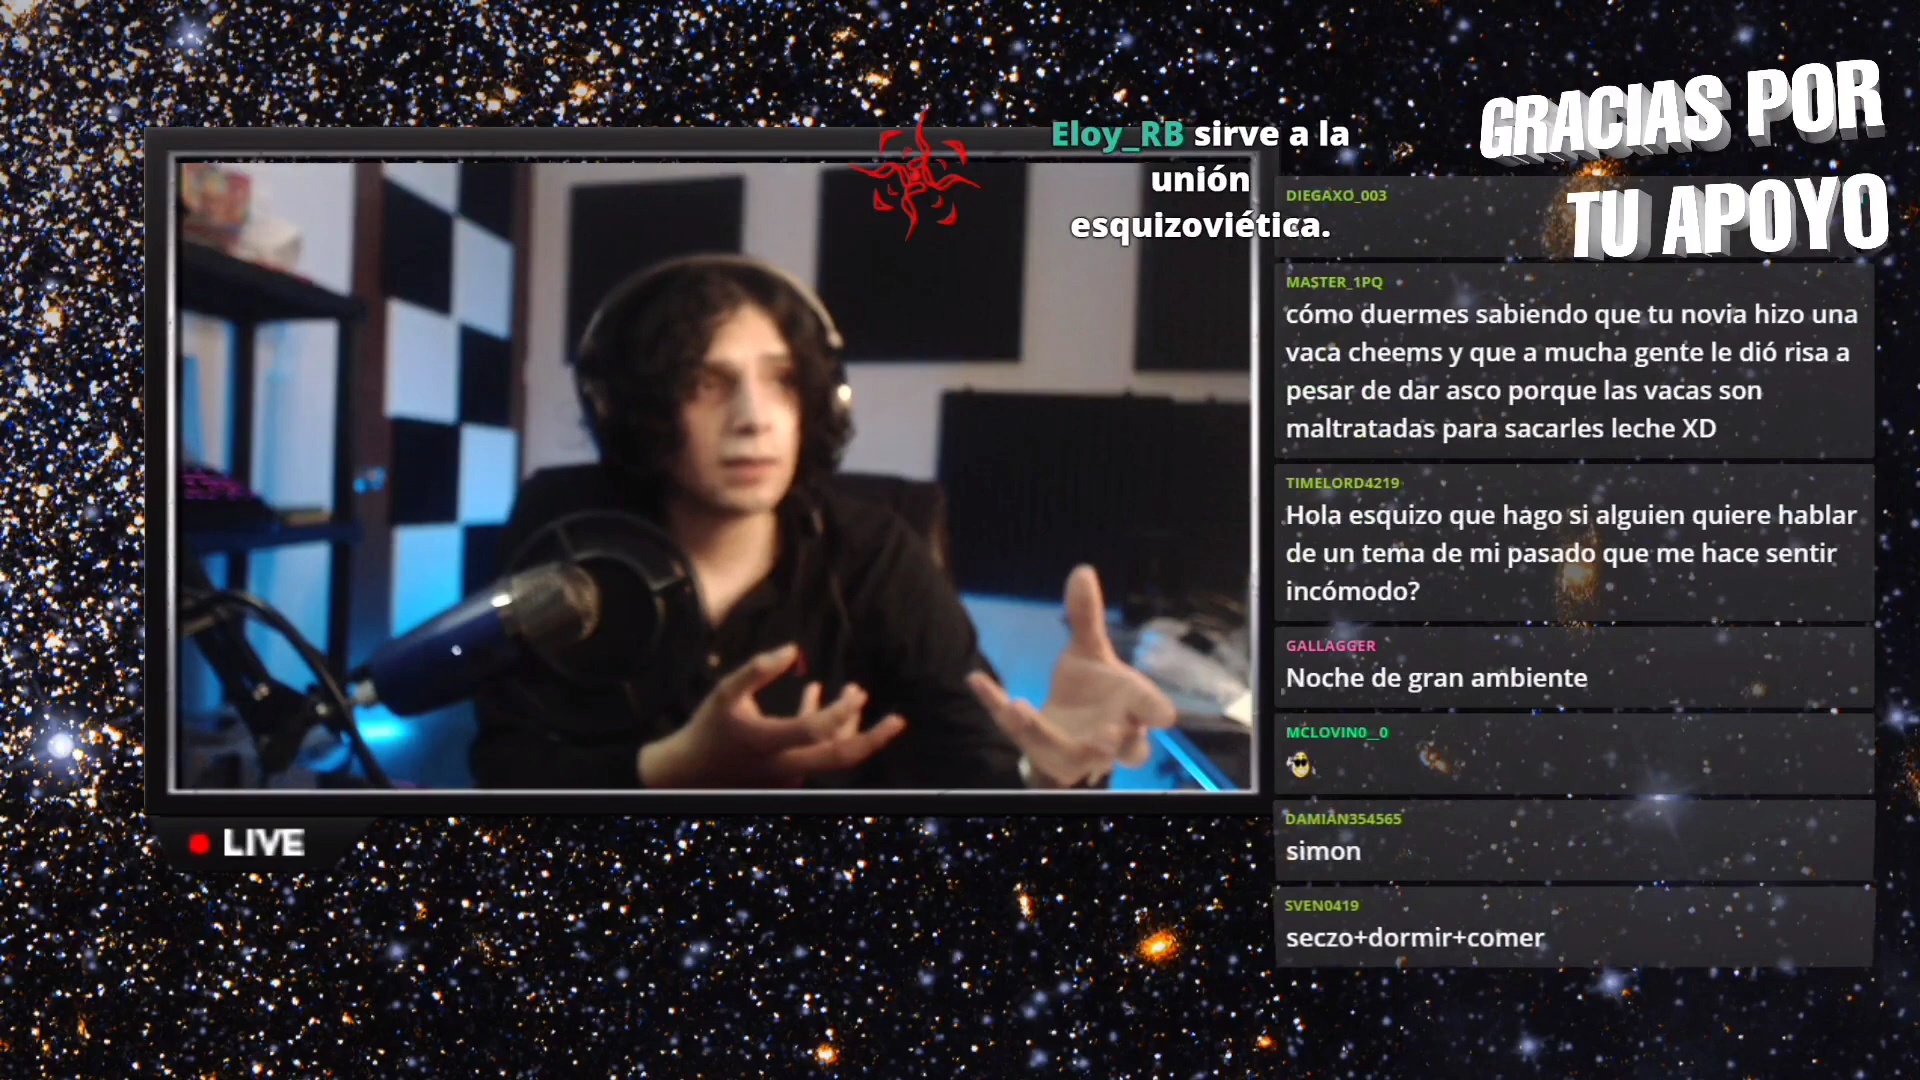 GRACIAS POR
TU APOYO
Eloy_RB sirve a la
unión
esquizoviética.
DIEGAXO_003
MASTER_1PQ
cómo duermes sabiendo que tu novia hizo una
vaca cheems y que a mucha gente le dió risa a
pesar de dar asco porque las vacas son
maltratadas para sacarles leche XD
TIMELORD4219
Hola esquizo que hago si alguien quiere hablar
de un tema de mi pasado que me hace sentir
incómodo?
GALLAGGER
Noche de gran ambiente
MCLOVIN0__0
DAMIÁN354565
simon
SVEN0419
seczo+dormir+comer
LIVE